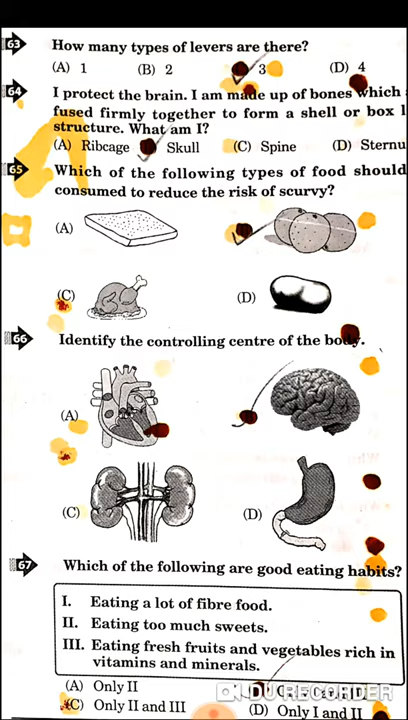 63 How many types of levers are there?
(A) 1 (B) 2 3 (D) 4
64 I protect the brain. I am made up of bones which
fused firmly together to form a shell or box
structure. What am I?
(A) Ribcage Skull (C) Spine (D) Sternu
65 Which of the following types of food should
consumed to reduce the risk of scurvy?
(A)
(C) (D)
66 Identify the controlling centre of the body.
(A)
(C) (D)
67 Which of the following are good eating habits?
I. Eating a lot of fibre food.
II. Eating too much sweets.
III. Eating fresh fruits and vegetables rich in
vitamins and minerals.
(A) Only II
(C) Only II and III (D) Only I and II
DU RECORDER